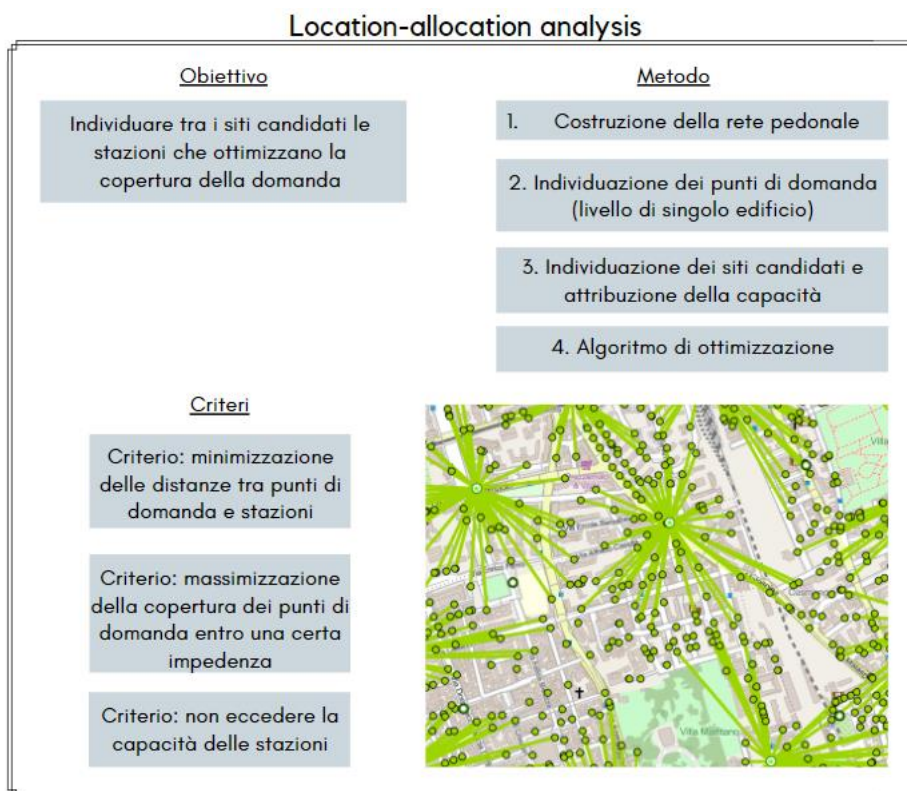 Location-allocation analysis
Obiettivo
Individuare tra i siti candidati le
stazioni che ottimizzano la
copertura della domanda
Metodo
1. Costruzione della rete pedonale
2. Individuazione dei punti di domanda
(livello di singolo edificio)
3. Individuazione dei siti candidati e
attribuzione della capacità
4. Algoritmo di ottimizzazione
Criteri
Criterio: minimizzazione
delle distanze tra punti di
domanda e stazioni
Criterio: massimizzazione
della copertura dei punti di
domanda entro una certa
impedenza
Criterio: non eccedere la
capacità delle stazioni
Villa